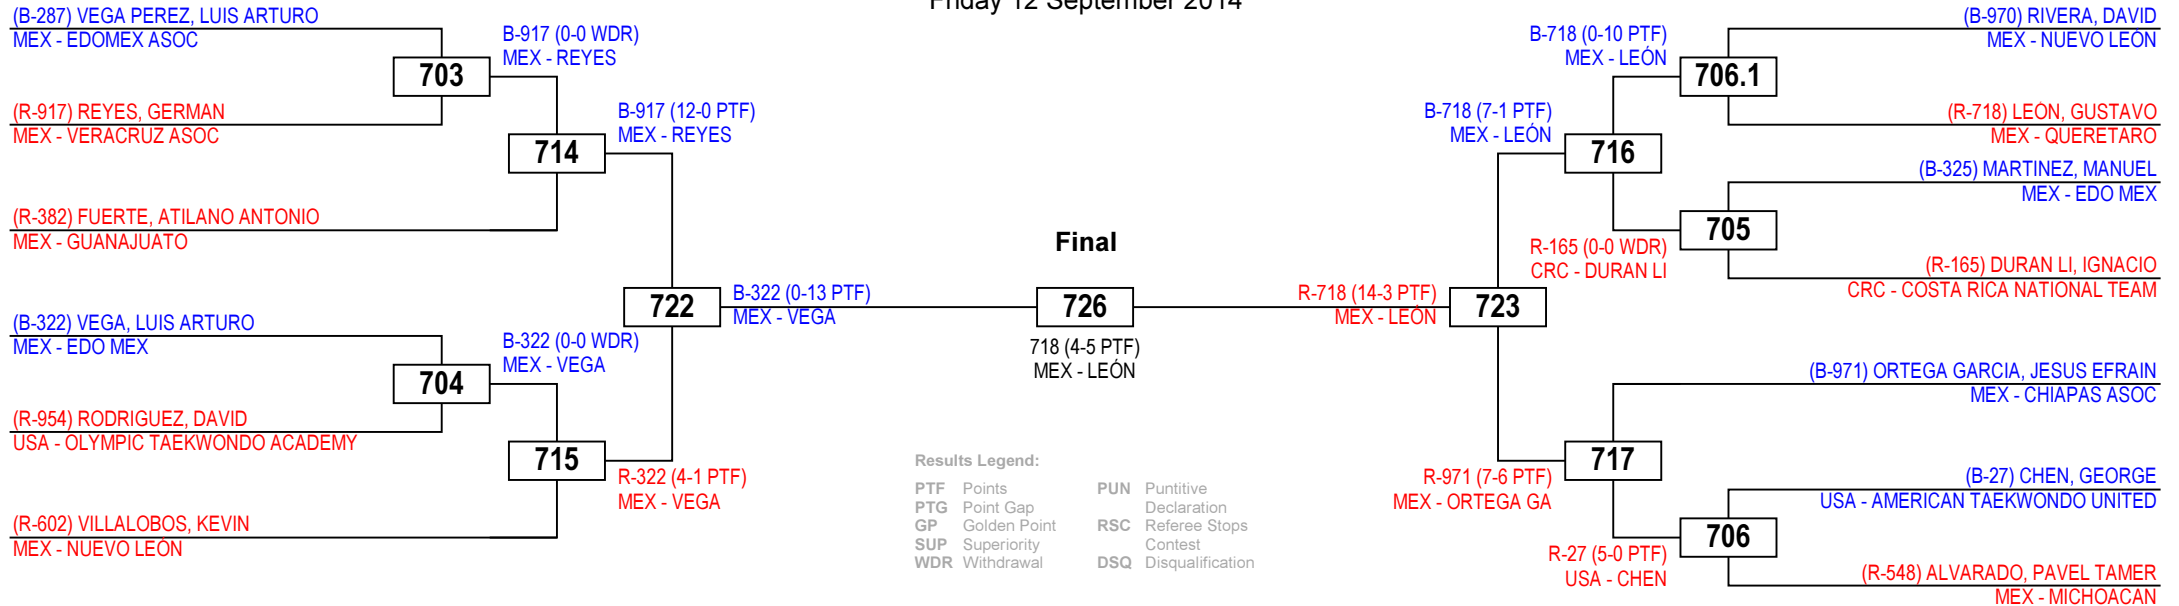 Friday 12 September 2014
(B-287) VEGA PEREZ, LUIS ARTURO
MEX - EDOMEX ASOC
703
(R-917) REYES, GERMAN
MEX - VERACRUZ ASOC
B-917 (0-0 WDR)
MEX - REYES
714
(R-382) FUERTE, ATILANO ANTONIO
MEX - GUANAJUATO
B-917 (12-0 PTF)
MEX - REYES
722
(B-322) VEGA, LUIS ARTURO
MEX - EDO MEX
704
(R-954) RODRIGUEZ, DAVID
USA - OLYMPIC TAEKWONDO ACADEMY
B-322 (0-0 WDR)
MEX - VEGA
715
(R-602) VILLALOBOS, KEVIN
MEX - NUEVO LEÓN
R-322 (4-1 PTF)
MEX - VEGA
B-322 (0-13 PTF)
MEX - VEGA
Final
726
718 (4-5 PTF)
MEX - LEÓN
R-718 (14-3 PTF)
MEX - LEÓN
723
B-718 (7-1 PTF)
MEX - LEÓN
716
B-718 (0-10 PTF)
MEX - LEÓN
706.1
(B-970) RIVERA, DAVID
MEX - NUEVO LEÓN
(R-718) LEÓN, GUSTAVO
MEX - QUERETARO
(B-325) MARTINEZ, MANUEL
MEX - EDO MEX
705
R-165 (0-0 WDR)
CRC - DURAN LI
(R-165) DURAN LI, IGNACIO
CRC - COSTA RICA NATIONAL TEAM
(B-971) ORTEGA GARCIA, JESUS EFRAIN
MEX - CHIAPAS ASOC
717
R-971 (7-6 PTF)
MEX - ORTEGA GA
(B-27) CHEN, GEORGE
USA - AMERICAN TAEKWONDO UNITED
706
R-27 (5-0 PTF)
USA - CHEN
(R-548) ALVARADO, PAVEL TAMER
MEX - MICHOACAN
Results Legend:
PTF Points
PTG Point Gap
GP Golden Point
SUP Superiority
WDR Withdrawal
PUN Puntitive
Declaration
RSC Referee Stops
Contest
DSQ Disqualification